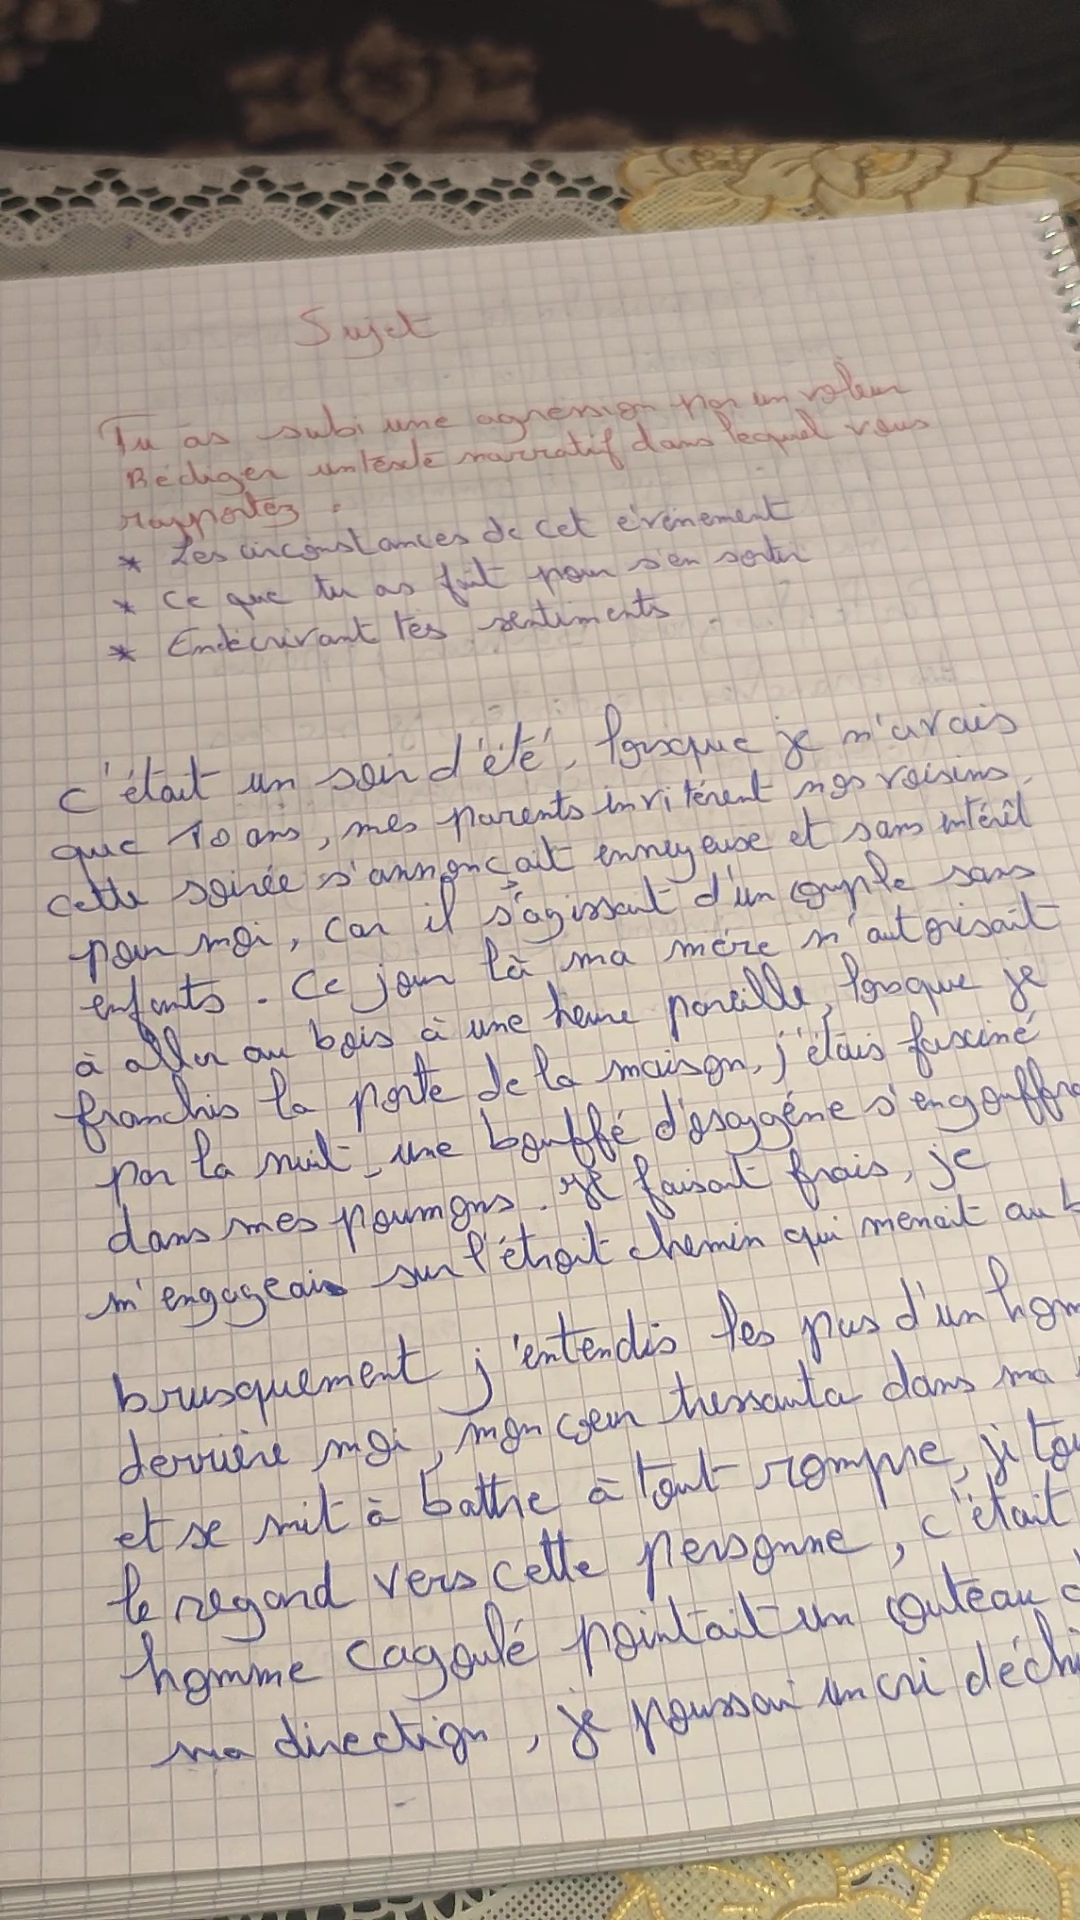 Sujet
Tu as subi une agression par un voleur
Rédiger un texte narratif dans lequel vous
rapportez :
* Les circonstances de cet événement
* Ce que tu as fait pour s'en sortir
* En décrivant tes sentiments.
C'était un soir d'été, lorsque je n'avais
que 10 ans, mes parents invitèrent nos voisins,
cette soirée s'annonçait ennuyeuse et sans intérêt
pour moi, car il s'agissait d'un couple sans
enfants. Ce jour là ma mère m'autorisait
à aller au bois à une heure pareille, lorsque je
franchis la porte de la maison, j'étais fasciné
par la nuit, une bouffé d'oxygène s'engouffra
dans mes poumons. Il faisait frais, je
m'engageais sur l'étroit chemin qui menait au
brusquement j'entendis les pas d'un
derrière moi, mon coeur tressauta dans ma
et se mit à battre à tout rompre, je
le regard vers cette personne, c'était
homme cagoulé pointait un couteau
ma direction, je poussai un cri